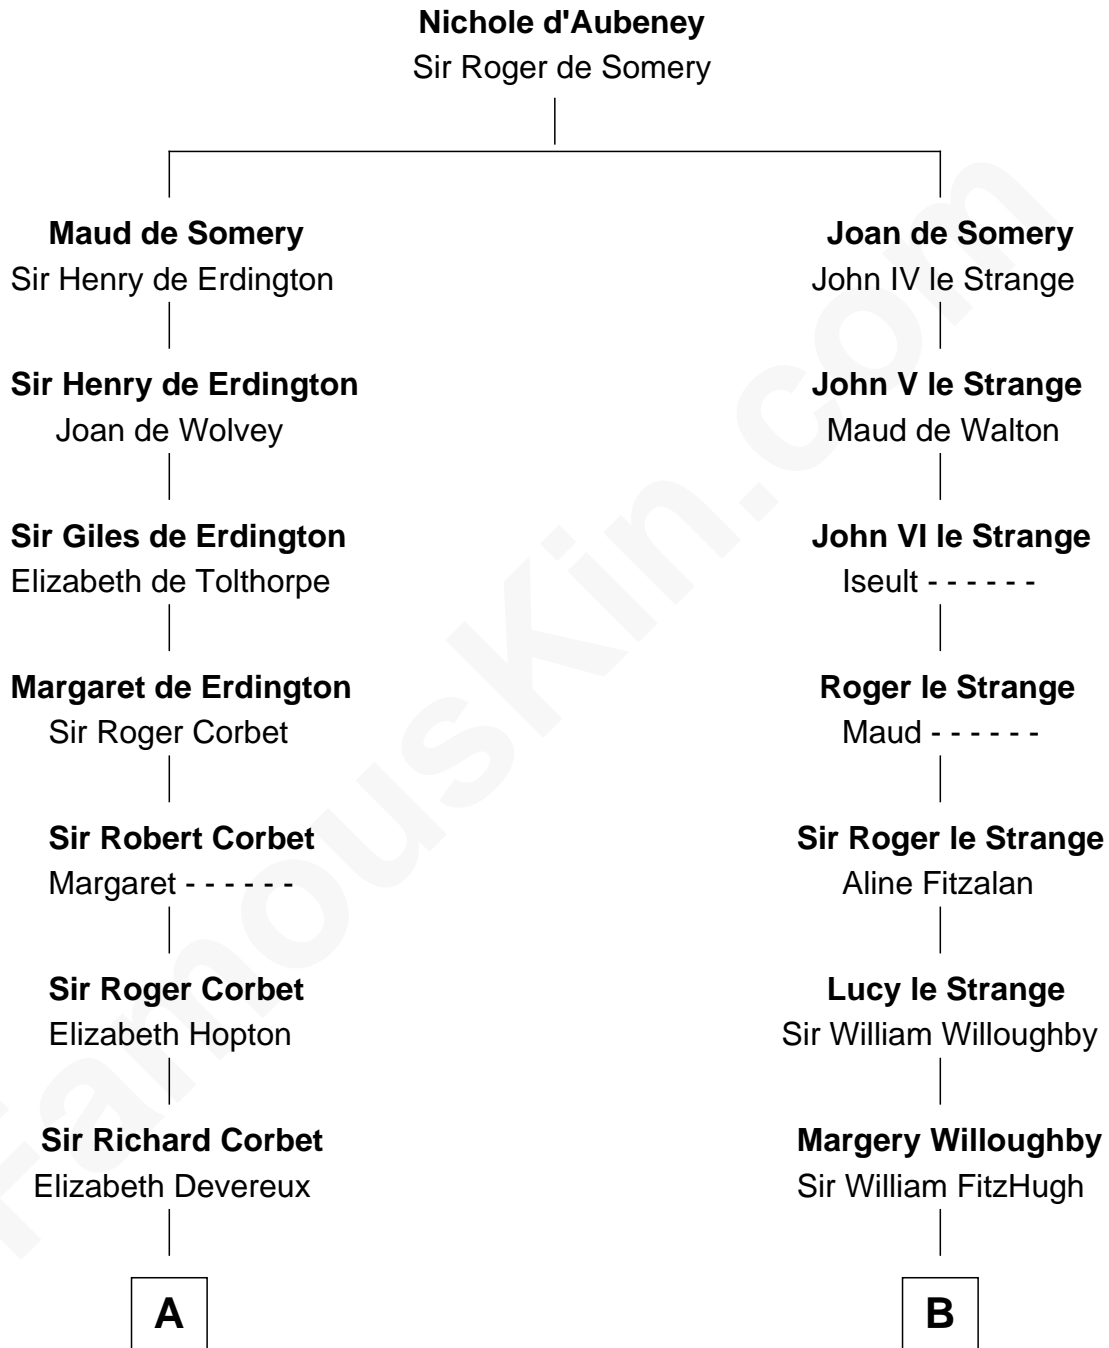 Nichole d'Aubeney
Sir Roger de Somery
Maud de Somery
Sir Henry de Erdington
Joan de Somery
John IV le Strange
Sir Henry de Erdington
Joan de Wolvey
John V le Strange
Maud de Walton
Sir Giles de Erdington
Elizabeth de Tolthorpe
John VI le Strange
Iseult - - - - - -
Margaret de Erdington
Sir Roger Corbet
Roger le Strange
Maud - - - - - -
Sir Robert Corbet
Margaret - - - - - -
Sir Roger le Strange
Aline Fitzalan
Sir Roger Corbet
Elizabeth Hopton
Lucy le Strange
Sir William Willoughby
Sir Richard Corbet
Elizabeth Devereux
Margery Willoughby
Sir William FitzHugh
A
B
FamousKin.com